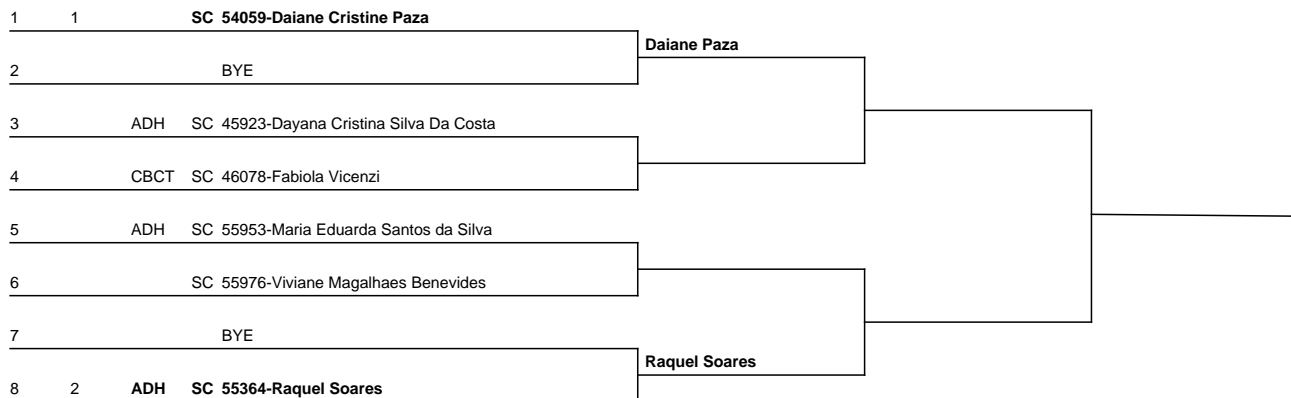 1 1 SC 54059-Daiane Cristine Paza
Daiane Paza
2 BYE
3 ADH SC 45923-Dayana Cristina Silva Da Costa
4 CBCT SC 46078-Fabiola Vicenzi
5 ADH SC 55953-Maria Eduarda Santos da Silva
6 SC 55976-Viviane Magalhaes Benevides
7 BYE
Raquel Soares
8 2 ADH SC 55364-Raquel Soares